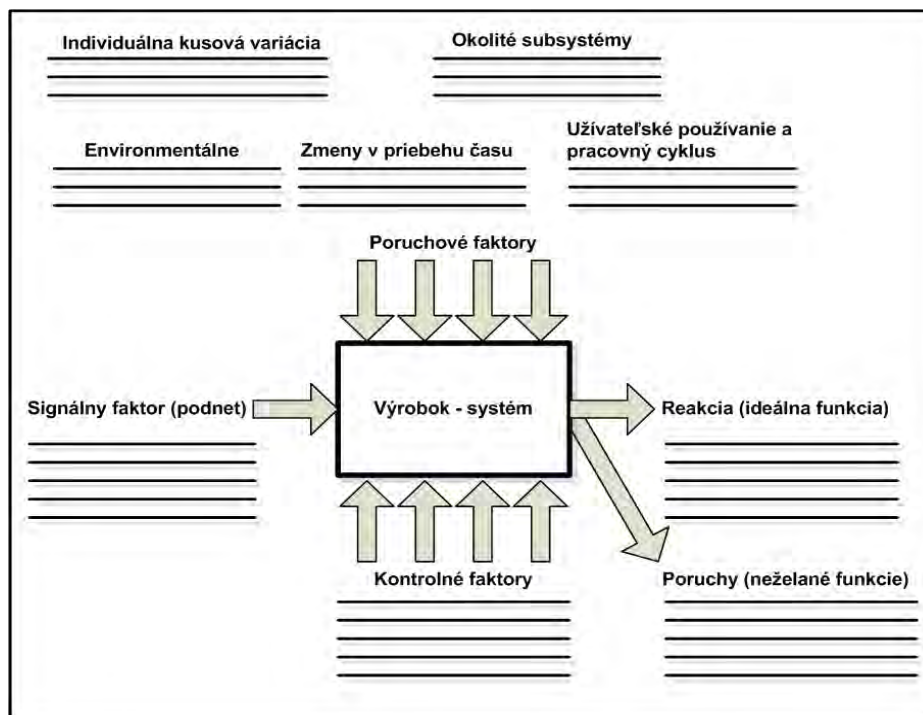 Individuálna kusová variácia
Okolité subsystémy
Environmentálne
Zmeny v priebehu času
Užívateľské používanie a
pracovný cyklus
Poruchové faktory
Signálny faktor (podnet)
Výrobok - systém
Reakcia (ideálna funkcia)
Kontrolné faktory
Poruchy (neželané funkcie)